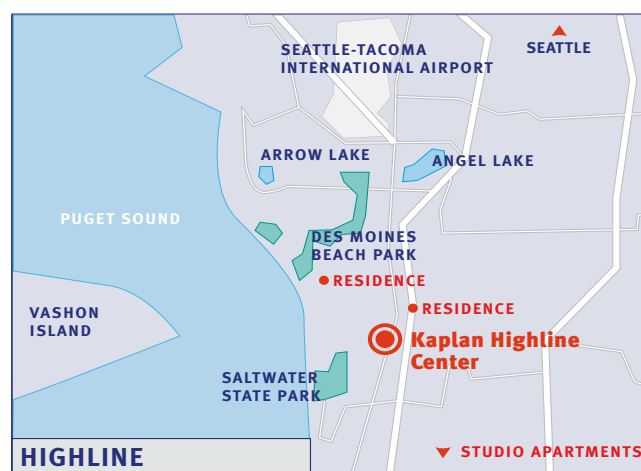 SEATTLE-TACOMA
INTERNATIONAL AIRPORT
SEATTLE
ARROW LAKE
ANGEL LAKE
PUGET SOUND
DES MOINES
BEACH PARK
RESIDENCE
RESIDENCE
VASHON
ISLAND
Kaplan Highline
Center
SALTWATER
STATE PARK
HIGHLINE
STUDIO APARTMENTS